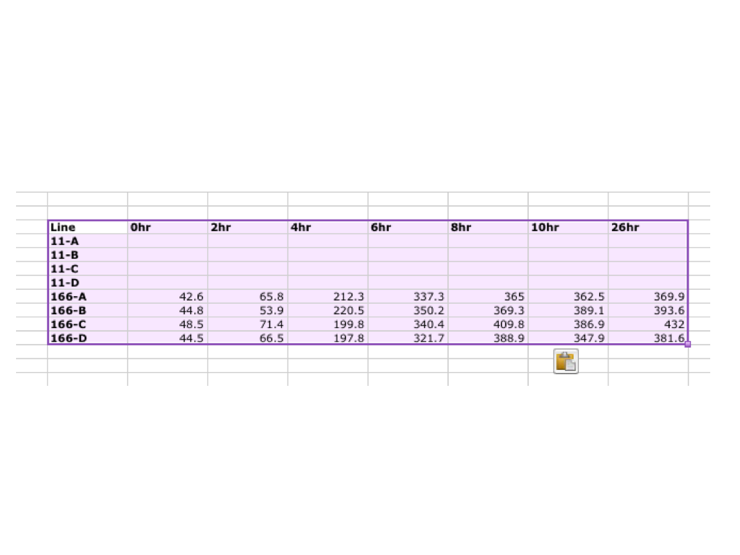 Line 0hr 2hr 4hr 6hr 8hr 10hr 26hr
11-A
11-B
11-C
11-D
166-A 42.6 65.8 212.3 337.3 365 362.5 369.9
166-B 44.8 53.9 220.5 350.2 369.3 389.1 393.6
166-C 48.5 71.4 199.8 340.4 409.8 386.9 432
166-D 44.5 66.5 197.8 321.7 388.9 347.9 381.6